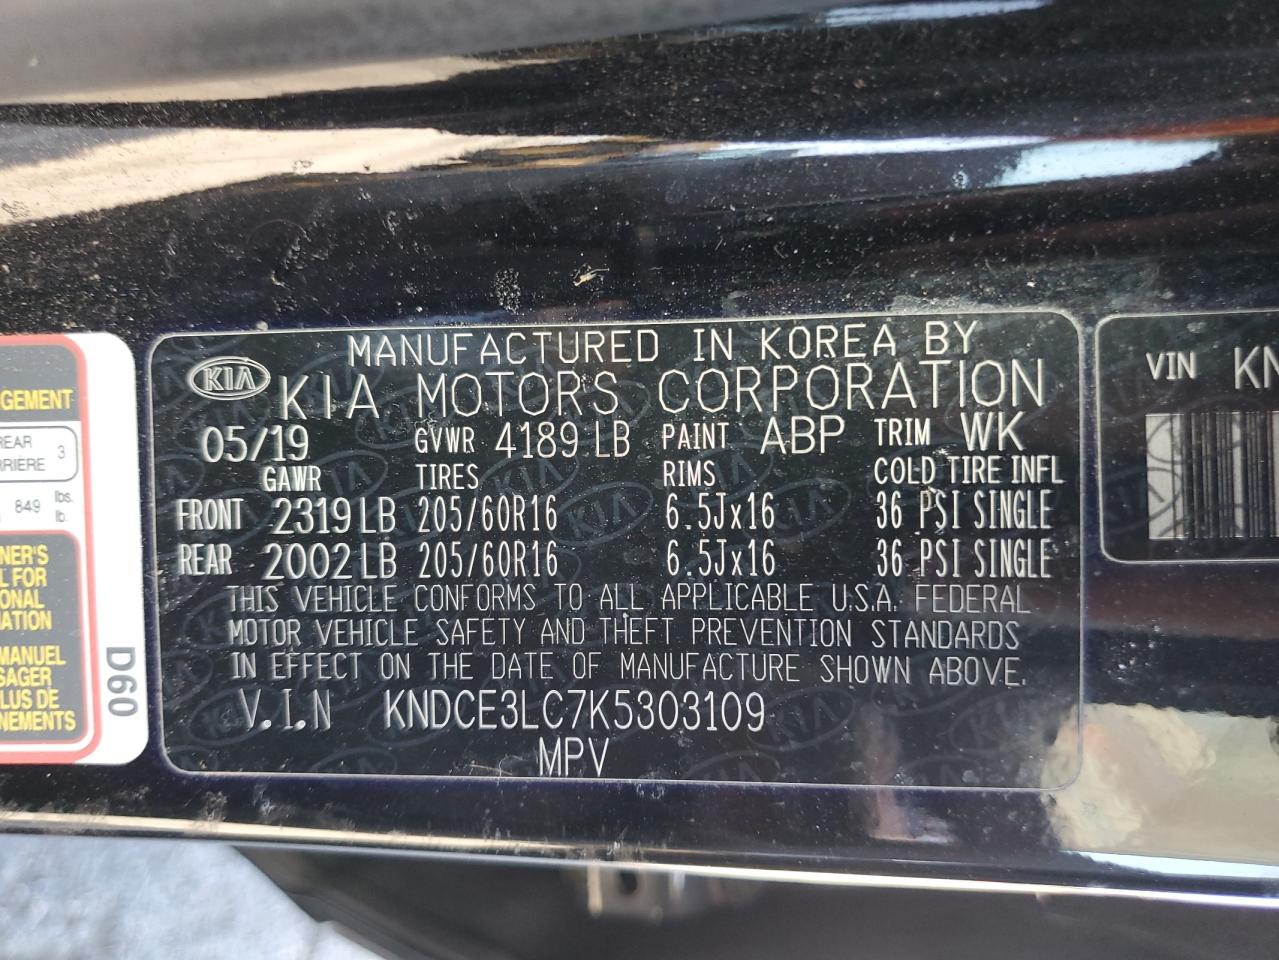 MANUFACTURED IN KOREA BY
KIA KIA MOTORS CORPORATION
05/19 GVWR 4189 LB PAINT ABP TRIM WK
GAWR TIRES RIMS COLD TIRE INFL
FRONT 2319 LB 205/60R16 6.5Jx16 36 PSI SINGLE
REAR 2002 LB 205/60R16 6.5Jx16 36 PSI SINGLE
THIS VEHICLE CONFORMS TO ALL APPLICABLE U.S.A. FEDERAL
MOTOR VEHICLE SAFETY AND THEFT PREVENTION STANDARDS
IN EFFECT ON THE DATE OF MANUFACTURE SHOWN ABOVE.
V.I.N KNDCE3LC7K5303109
MPV
GEMENT
REAR 3
RRIÈRE
849 lbs.
lb.
NER'S
L FOR
ONAL
ATION
MANUEL
SAGER
LUS DE
NEMENTS
D60
VIN KN